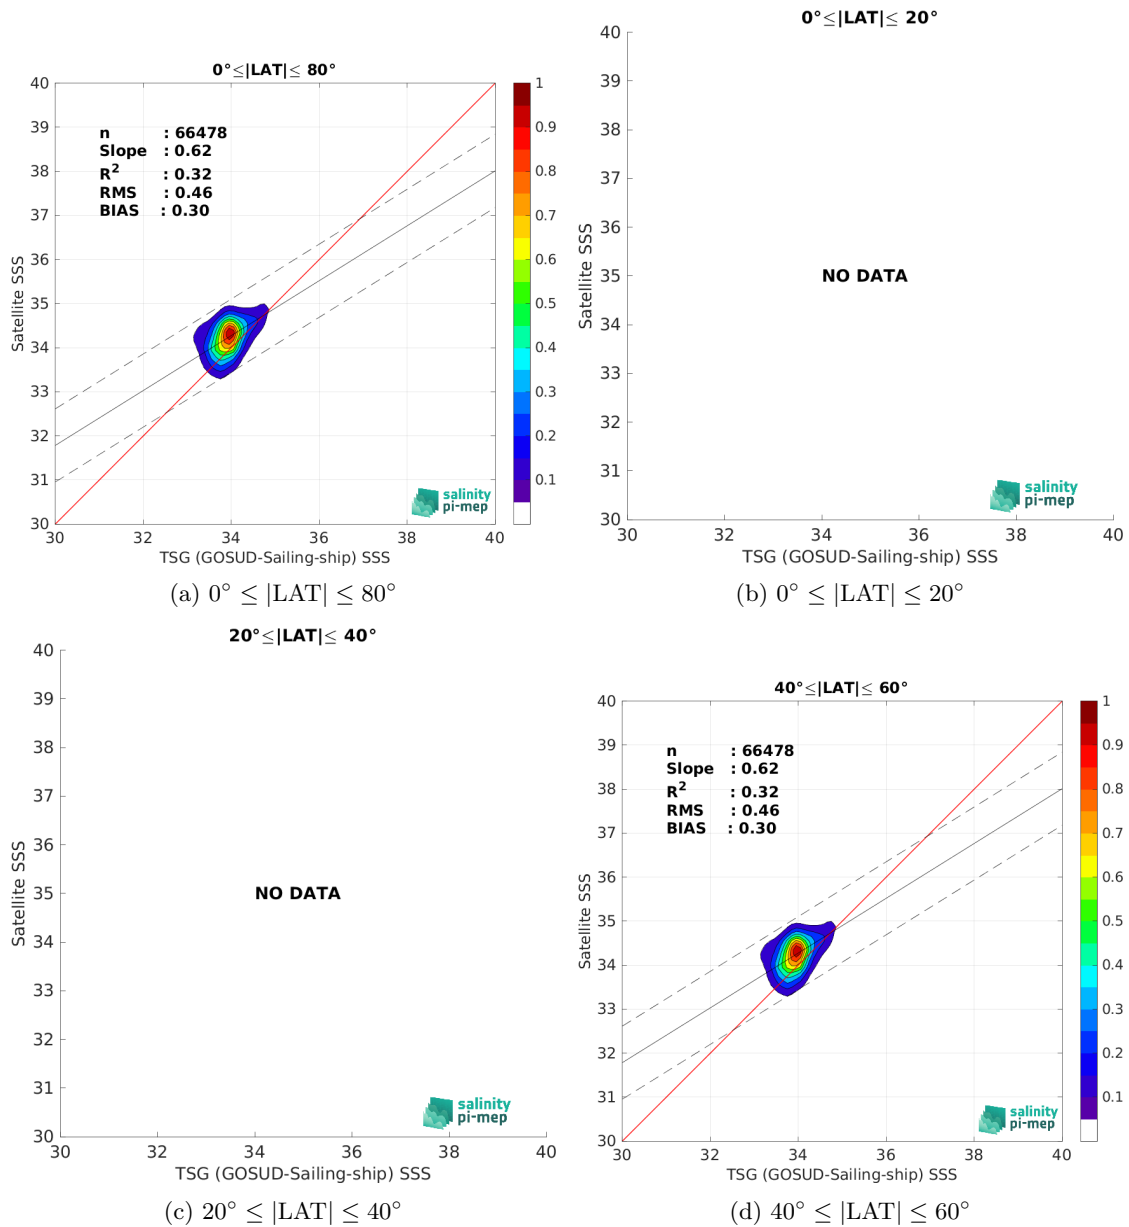 0°≤|LAT|≤ 80°
40
39
38
37
36
35
34
33
32
31
30
Satellite SSS
n : 66478
Slope : 0.62
R² : 0.32
RMS : 0.46
BIAS : 0.30
salinity
pi-mep
30 32 34 36 38 40
TSG (GOSUD-Sailing-ship) SSS
1
0.9
0.8
0.7
0.6
0.5
0.4
0.3
0.2
0.1
(a) 0° ≤ |LAT| ≤ 80°
0°≤|LAT|≤ 20°
40
39
38
37
36
35
34
33
32
31
30
Satellite SSS
NO DATA
salinity
pi-mep
30 32 34 36 38 40
TSG (GOSUD-Sailing-ship) SSS
(b) 0° ≤ |LAT| ≤ 20°
20°≤|LAT|≤ 40°
40
39
38
37
36
35
34
33
32
31
30
Satellite SSS
NO DATA
salinity
pi-mep
30 32 34 36 38 40
TSG (GOSUD-Sailing-ship) SSS
(c) 20° ≤ |LAT| ≤ 40°
40°≤|LAT|≤ 60°
40
39
38
37
36
35
34
33
32
31
30
Satellite SSS
n : 66478
Slope : 0.62
R² : 0.32
RMS : 0.46
BIAS : 0.30
salinity
pi-mep
30 32 34 36 38 40
TSG (GOSUD-Sailing-ship) SSS
1
0.9
0.8
0.7
0.6
0.5
0.4
0.3
0.2
0.1
(d) 40° ≤ |LAT| ≤ 60°